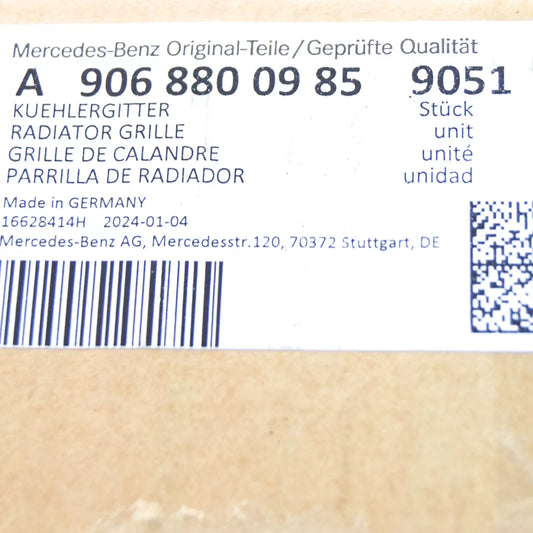 Mercedes-Benz Original-Teile/Geprüfte Qualität
A 906 880 09 85 9051
KUEHLERGITTER Stück
RADIATOR GRILLE unit
GRILLE DE CALANDRE unité
PARRILLA DE RADIADOR unidad
Made in GERMANY
16628414H 2024-01-04
Mercedes-Benz AG, Mercedesstr.120, 70372 Stuttgart, DE